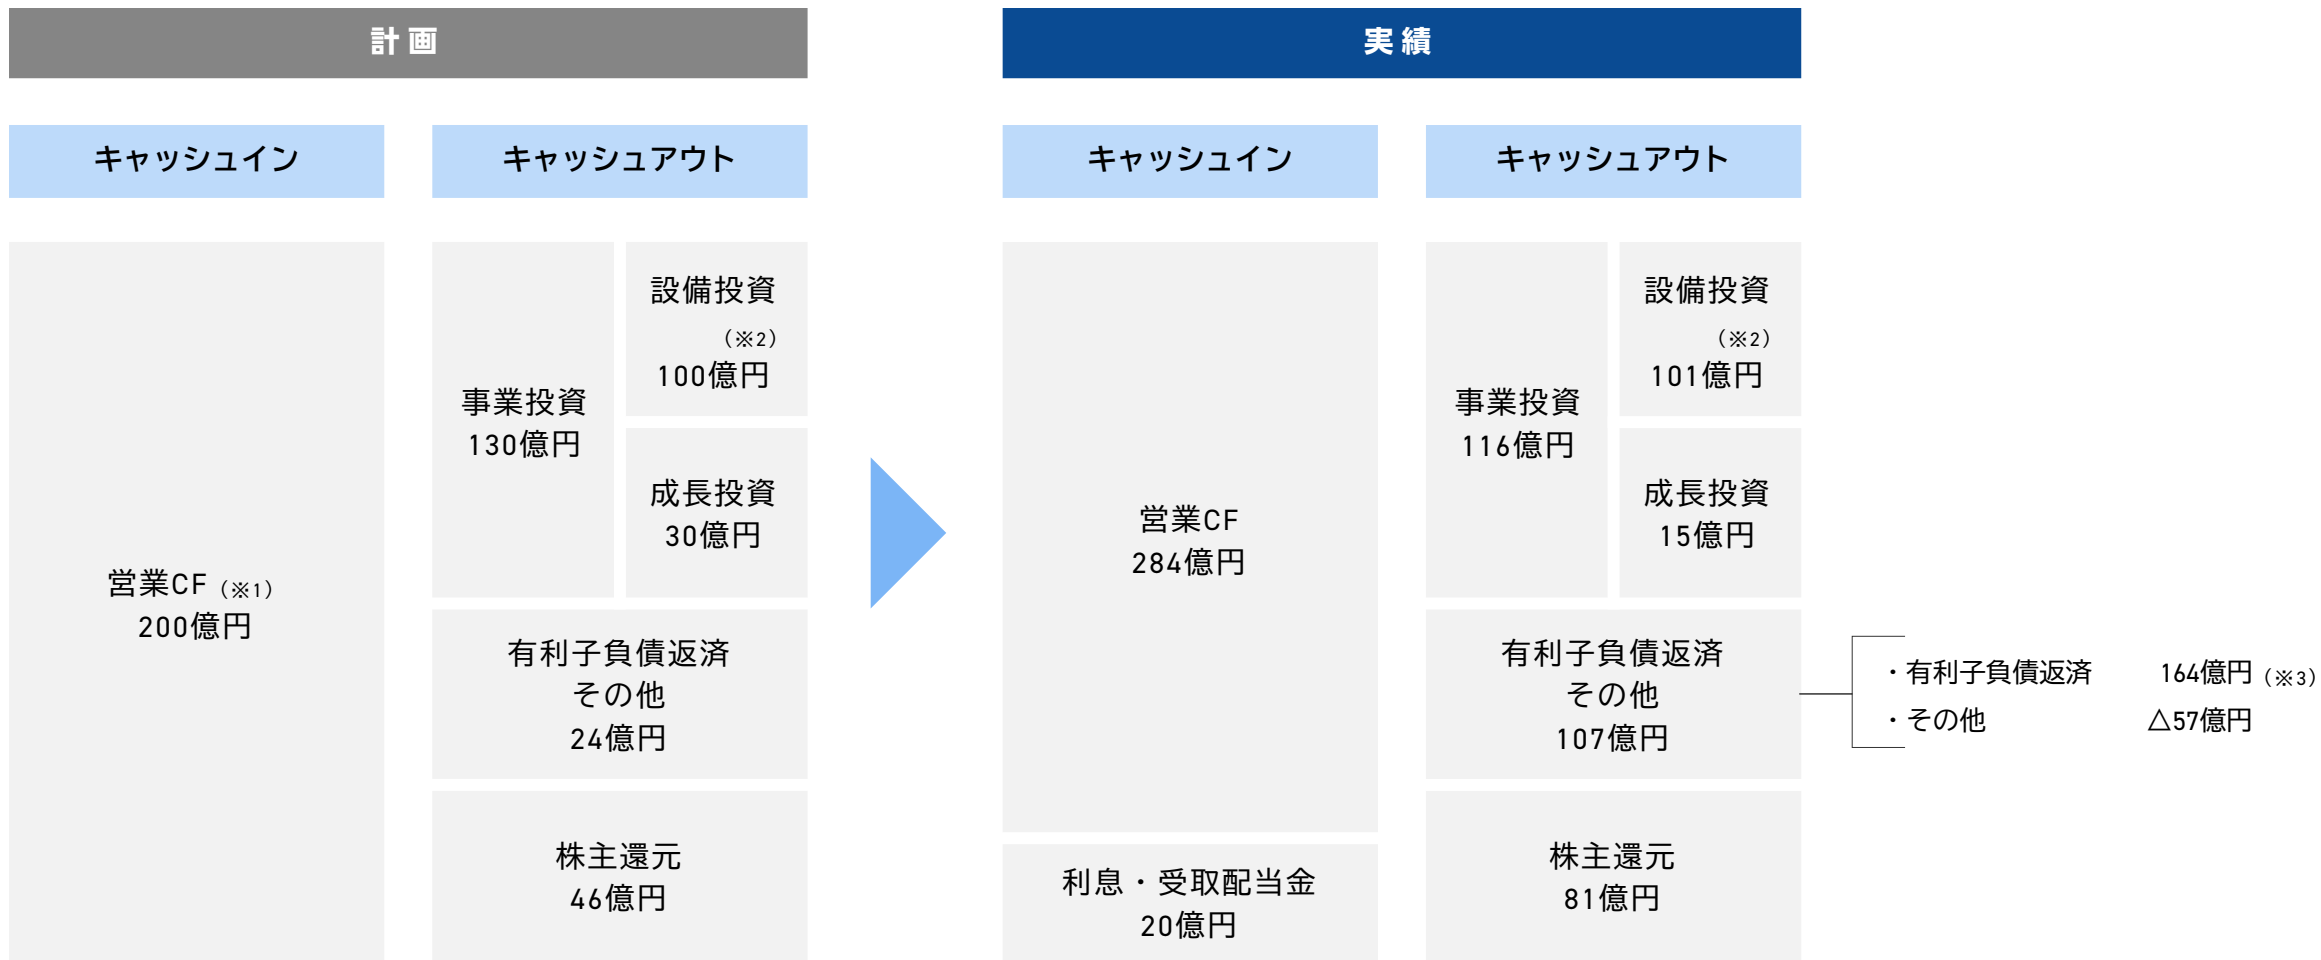 計画
キャッシュイン
キャッシュアウト
営業CF（※1）
200億円
事業投資
130億円
設備投資
（※2）
100億円
成長投資
30億円
有利子負債返済
その他
24億円
株主還元
46億円
実績
キャッシュイン
キャッシュアウト
営業CF
284億円
利息・受取配当金
20億円
事業投資
116億円
設備投資
（※2）
101億円
成長投資
15億円
有利子負債返済
その他
107億円
・有利子負債返済 164億円（※3）
・その他 △57億円
株主還元
81億円